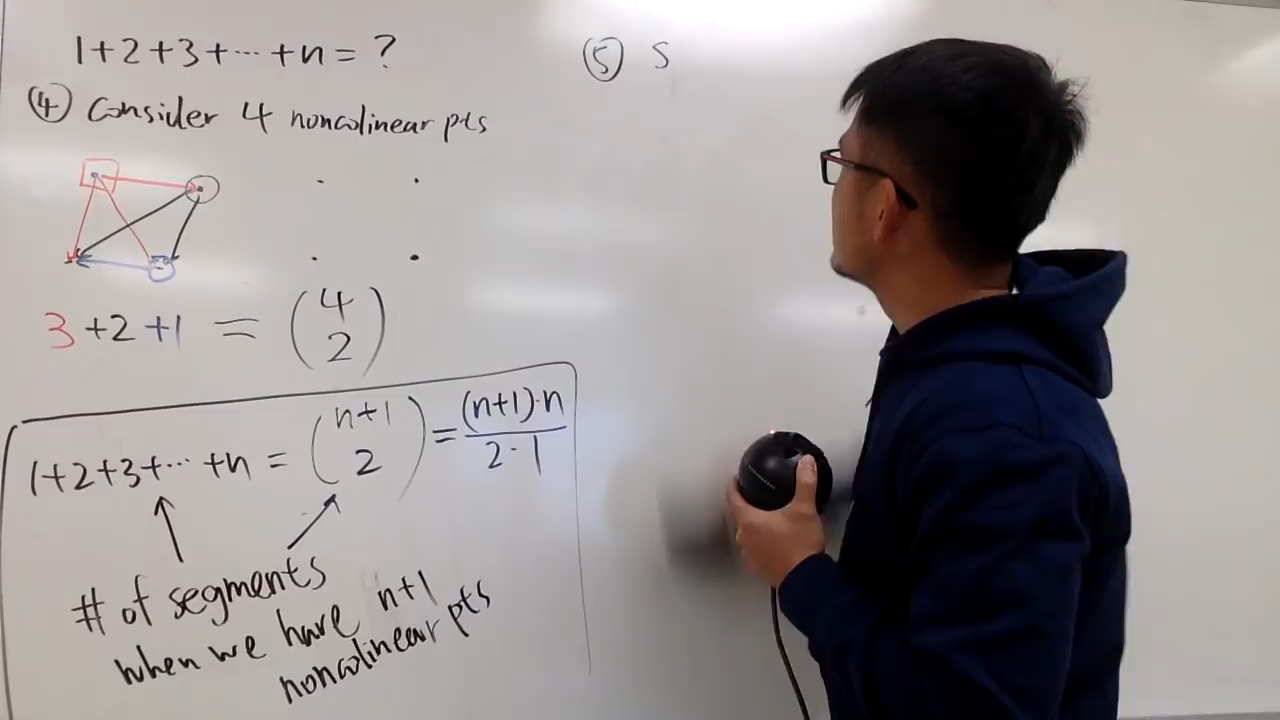 1+2+3+⋯+n=?
④ Consider 4 noncolinear pts
3+2+1 = (4 2)
1+2+3+⋯+n = (n+1 2) = (n+1)·n / 2·1
# of segments
when we have n+1
noncolinear pts
⑤ S